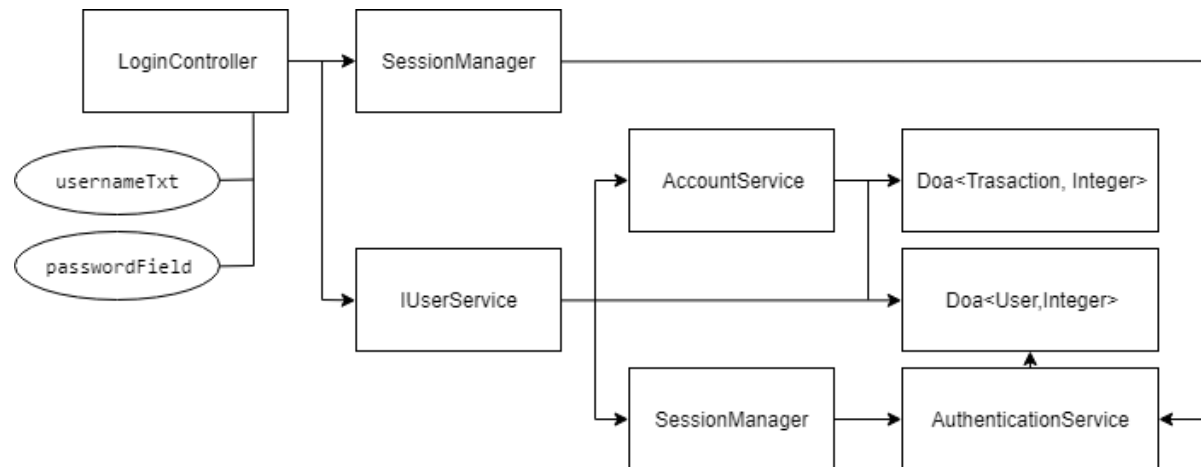 LoginController
SessionManager
usernameTxt
AccountService
Doa<Trasaction, Integer>
passwordField
IUserService
Doa<User,Integer>
SessionManager
AuthenticationService